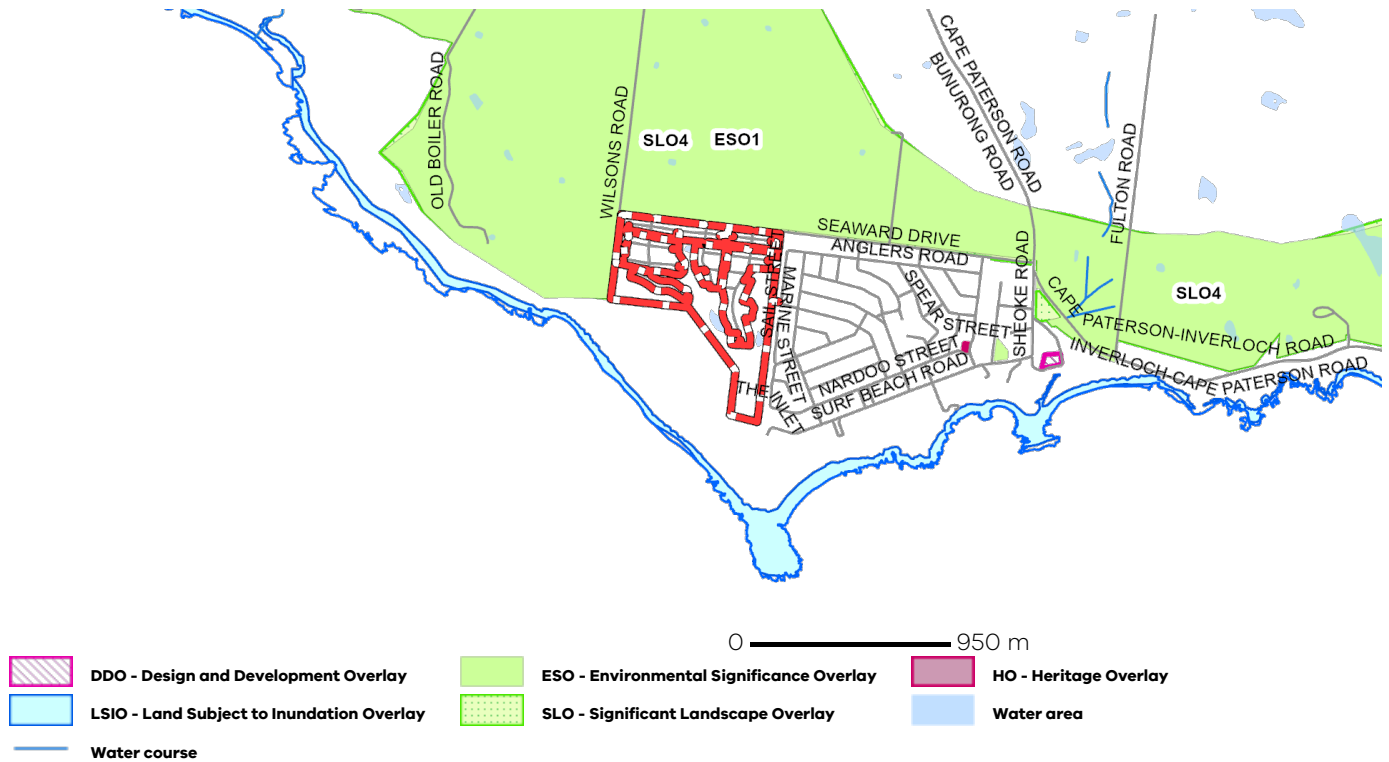 CAPE PATERSON ROAD
BUNURONG ROAD
OLD BOILER ROAD
WILSONS ROAD
SLO4 ESO1
FULTON ROAD
SEAWARD DRIVE
ANGLERS ROAD
SHEOKE ROAD
SAILS STREET
MARINE STREET
SPEAR STREET
CAPE PATERSON-INVERLOCH ROAD
SLO4
INVERLOCH-CAPE PATERSON ROAD
NARDOO STREET
SURF BEACH ROAD
THE INLET
0 950 m
DDO - Design and Development Overlay
ESO - Environmental Significance Overlay
HO - Heritage Overlay
LSIO - Land Subject to Inundation Overlay
SLO - Significant Landscape Overlay
Water area
Water course